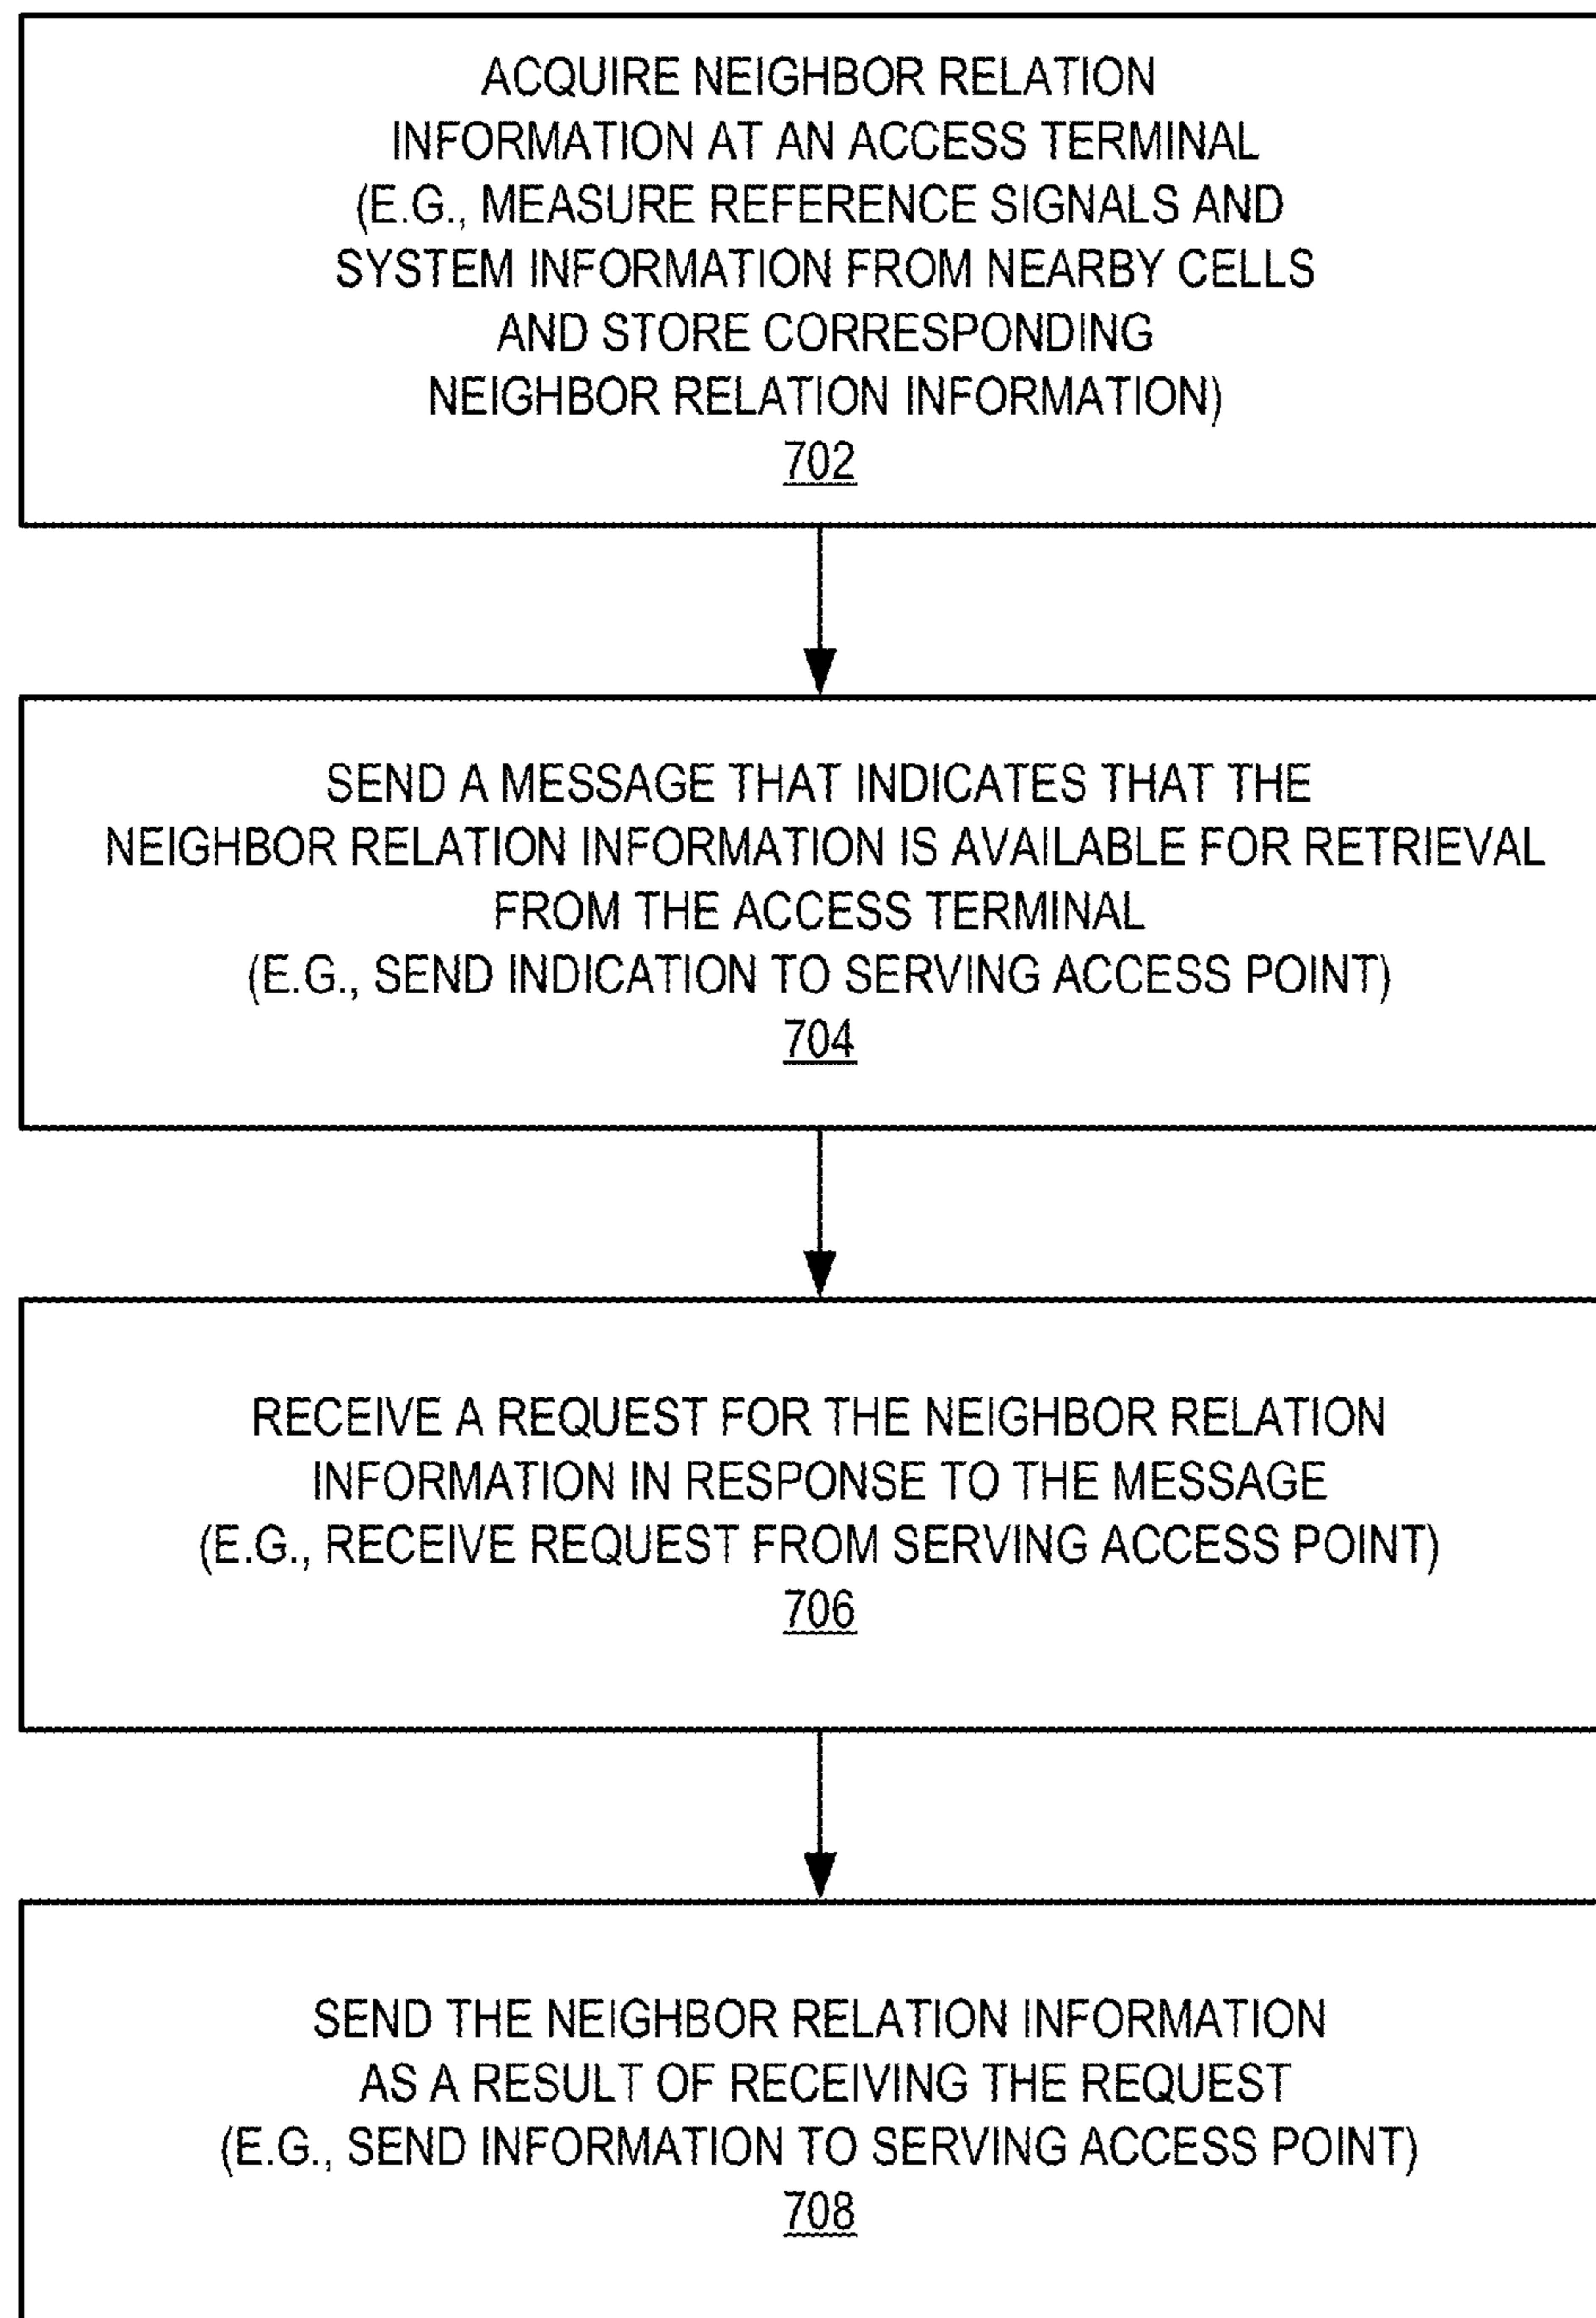 ACQUIRE NEIGHBOR RELATION
INFORMATION AT AN ACCESS TERMINAL
(E.G., MEASURE REFERENCE SIGNALS AND
SYSTEM INFORMATION FROM NEARBY CELLS
AND STORE CORRESPONDING
NEIGHBOR RELATION INFORMATION)
702
SEND A MESSAGE THAT INDICATES THAT THE
NEIGHBOR RELATION INFORMATION IS AVAILABLE FOR RETRIEVAL
FROM THE ACCESS TERMINAL
(E.G., SEND INDICATION TO SERVING ACCESS POINT)
704
RECEIVE A REQUEST FOR THE NEIGHBOR RELATION
INFORMATION IN RESPONSE TO THE MESSAGE
(E.G., RECEIVE REQUEST FROM SERVING ACCESS POINT)
706
SEND THE NEIGHBOR RELATION INFORMATION
AS A RESULT OF RECEIVING THE REQUEST
(E.G., SEND INFORMATION TO SERVING ACCESS POINT)
708